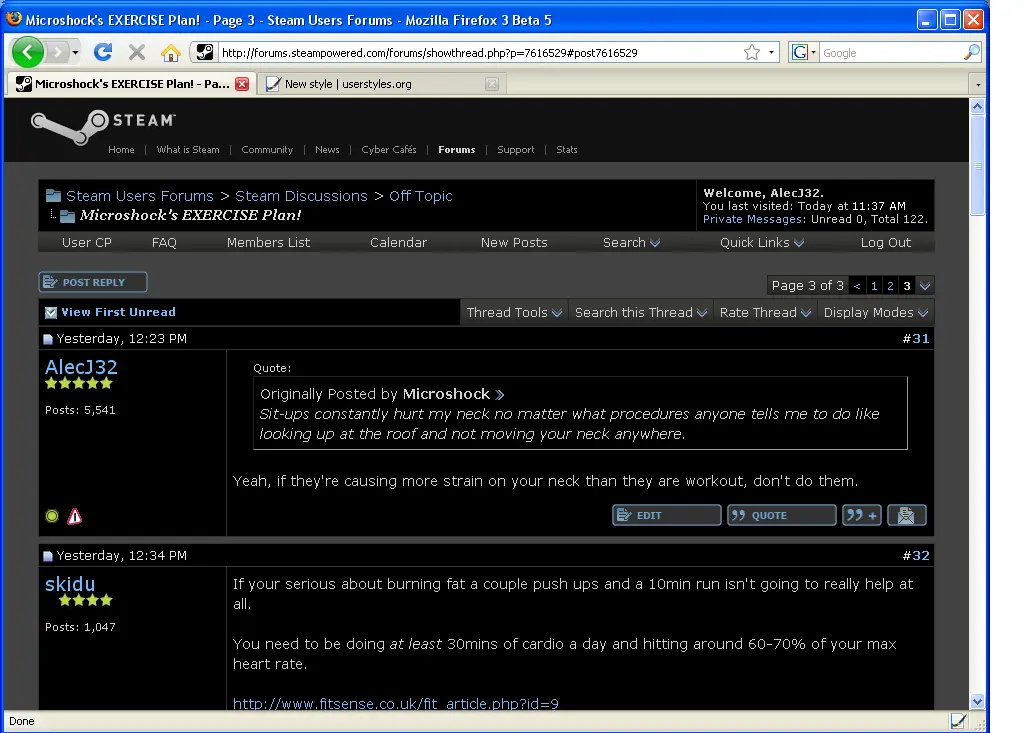 Microshock's EXERCISE Plan! - Page 3 - Steam Users Forums - Mozilla Firefox 3 Beta 5
http://forums.steampowered.com/forums/showthread.php?p=7616529#post7616529
G Google
Microshock's EXERCISE Plan! - Pa... New style | userstyles.org
STEAM
Home | What is Steam | Community | News | Cyber Cafés | Forums | Support | Stats
Steam Users Forums > Steam Discussions > Off Topic
Microshock's EXERCISE Plan!
Welcome, AlecJ32.
You last visited: Today at 11:37 AM
Private Messages: Unread 0, Total 122.
User CP FAQ Members List Calendar New Posts Search Quick Links Log Out
POST REPLY
Page 3 of 3 < 1 2 3
View First Unread Thread Tools Search this Thread Rate Thread Display Modes
Yesterday, 12:23 PM #31
AlecJ32
Posts: 5,541
Quote:
Originally Posted by Microshock
Sit-ups constantly hurt my neck no matter what procedures anyone tells me to do like
looking up at the roof and not moving your neck anywhere.
Yeah, if they're causing more strain on your neck than they are workout, don't do them.
EDIT QUOTE +
Yesterday, 12:34 PM #32
skidu
Posts: 1,047
If your serious about burning fat a couple push ups and a 10min run isn't going to really help at
all.
You need to be doing at least 30mins of cardio a day and hitting around 60-70% of your max
heart rate.
http://www.fitsense.co.uk/fit_article.php?id=9
Done